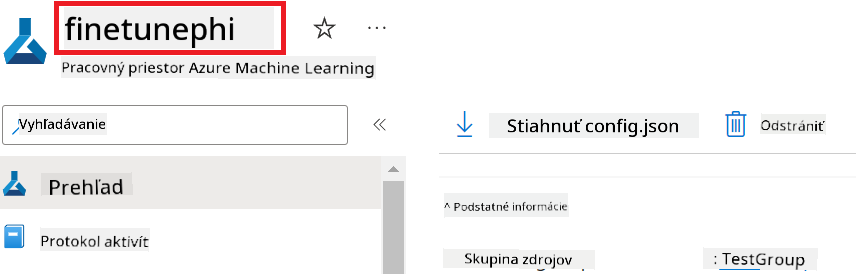 finetunephi
Pracovný priestor Azure Machine Learning
Vyhľadávanie
Stiahnuť config.json
Odstrániť
Prehľad
^ Podstatné informácie
Protokol aktivít
Skupina zdrojov : TestGroup